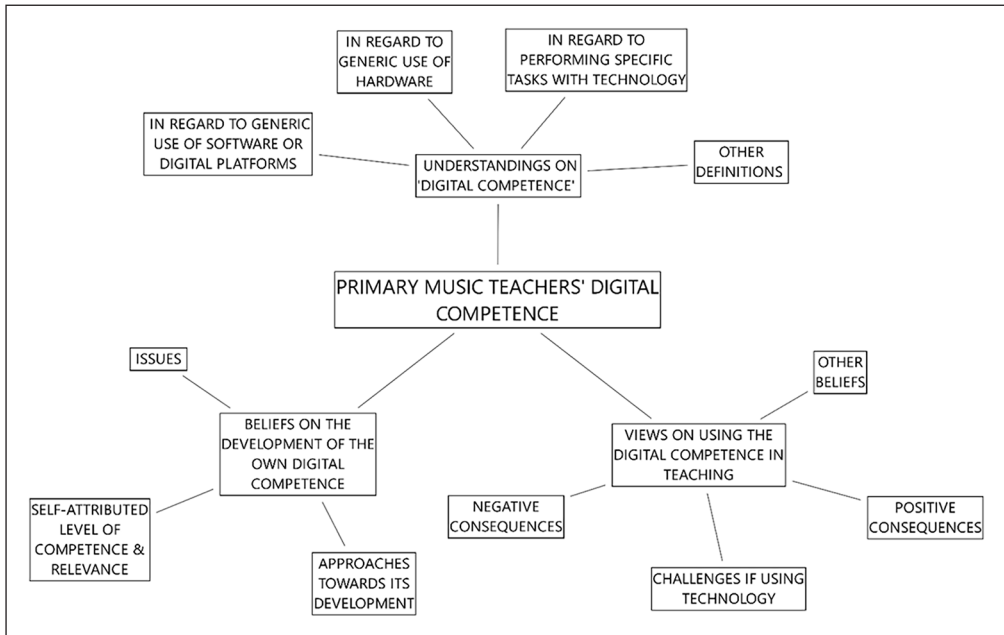 IN REGARD TO
GENERIC USE OF
HARDWARE
IN REGARD TO
PERFORMING SPECIFIC
TASKS WITH TECHNOLOGY
IN REGARD TO GENERIC
USE OF SOFTWARE OR
DIGITAL PLATFORMS
UNDERSTANDINGS ON
'DIGITAL COMPETENCE'
OTHER
DEFINITIONS
PRIMARY MUSIC TEACHERS' DIGITAL
COMPETENCE
ISSUES
BELIEFS ON THE
DEVELOPMENT OF THE
OWN DIGITAL
COMPETENCE
SELF-ATTRIBUTED
LEVEL OF
COMPETENCE &
RELEVANCE
APPROACHES
TOWARDS ITS
DEVELOPMENT
OTHER
BELIEFS
VIEWS ON USING THE
DIGITAL COMPETENCE IN
TEACHING
NEGATIVE
CONSEQUENCES
POSITIVE
CONSEQUENCES
CHALLENGES IF USING
TECHNOLOGY